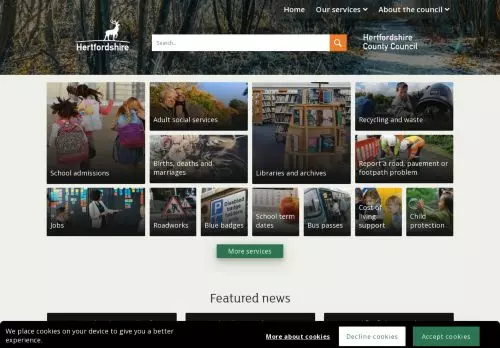 Home Our services About the council
Hertfordshire
Search...
Hertfordshire
County Council
School admissions
Adult social services
Libraries and archives
Recycling and waste
Births, deaths and
marriages
Report a road, pavement or
footpath problem
Jobs
Roadworks
Disabled
badge
holders
Blue badges
School term
dates
Bus passes
Cost of
living
support
Child
protection
More services
Featured news
We place cookies on your device to give you a better
experience.
More about cookies
Decline cookies
Accept cookies